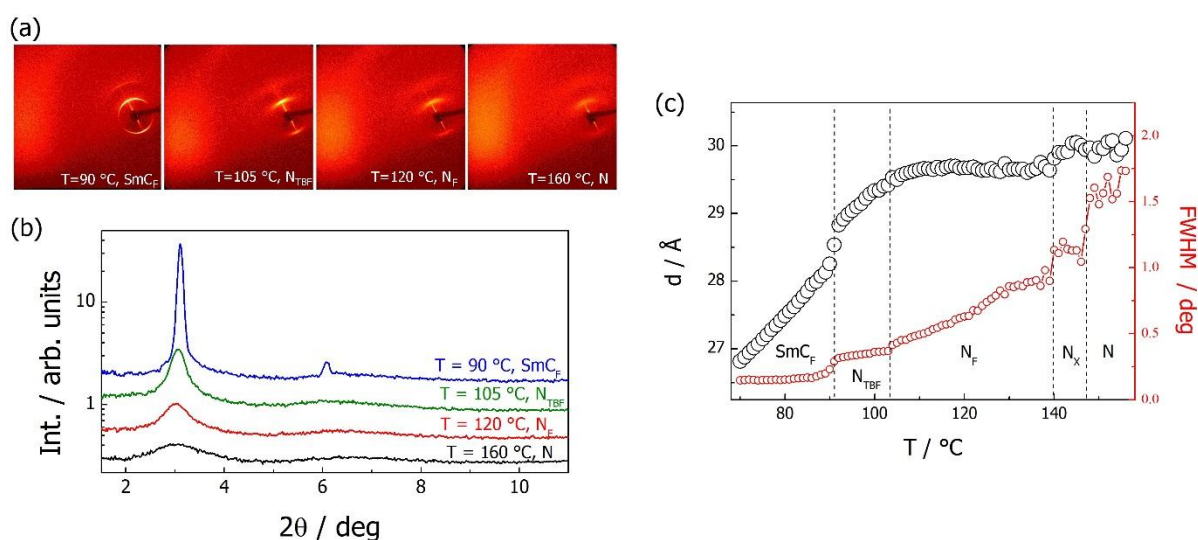 (a)
T=90 °C, SmCF
T=105 °C, NTBF
T=120 °C, NF
T=160 °C, N
(b)
Int. / arb. units
10
1
T = 90 °C, SmCF
T = 105 °C, NTBF
T = 120 °C, NF
T = 160 °C, N
2 4 6 8 10
2θ / deg
(c)
d / Å
30
29
28
27
SmCF
NTBF
NF
NX
N
80 100 120 140
T / °C
2.0
1.5
1.0
0.5
0.0
FWHM / deg